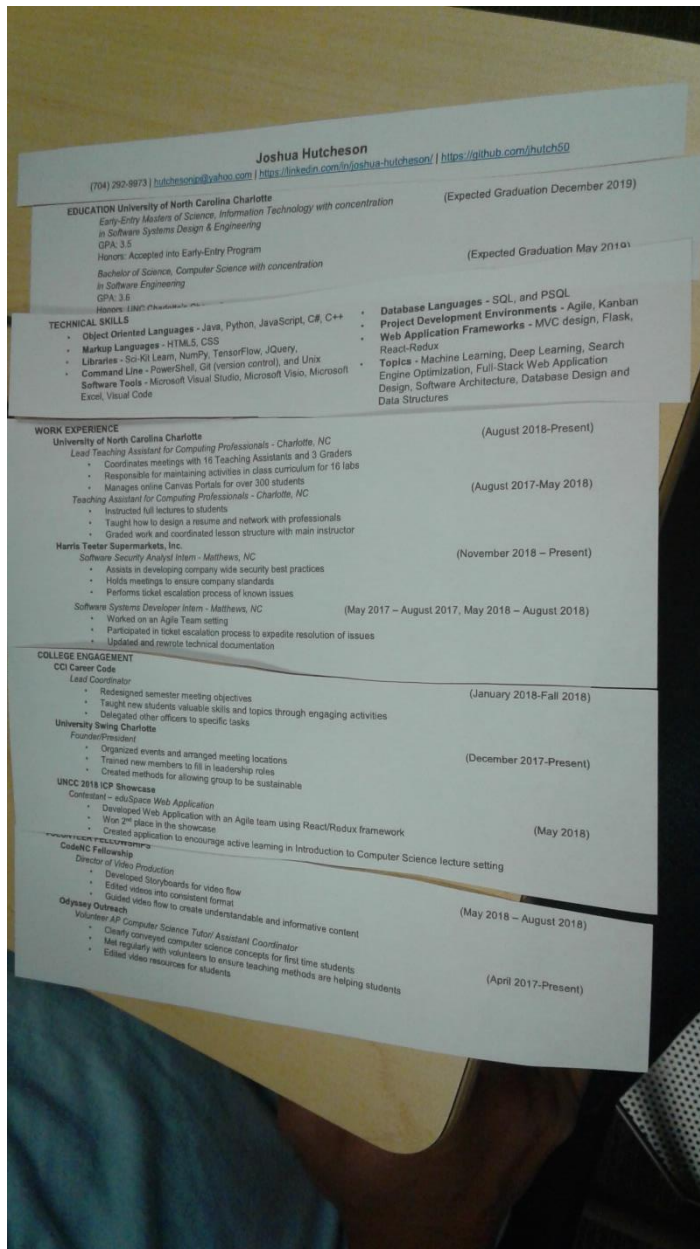 Joshua Hutcheson
(704) 292-9973 | hutchesonjp@yahoo.com | https://linkedin.com/in/joshua-hutcheson/ | https://github.com/jhutch50
EDUCATION University of North Carolina Charlotte
Early-Entry Masters of Science, Information Technology with concentration (Expected Graduation December 2019)
in Software Systems Design & Engineering
GPA: 3.5
Honors: Accepted into Early-Entry Program
Bachelor of Science, Computer Science with concentration (Expected Graduation May 2019)
in Software Engineering
GPA: 3.6
Honors: UNC Charlotte
TECHNICAL SKILLS
• Object Oriented Languages - Java, Python, JavaScript, C#, C++
• Markup Languages - HTML5, CSS
• Libraries - Sci-Kit Learn, NumPy, TensorFlow, JQuery,
• Command Line - PowerShell, Git (version control), and Unix
Software Tools - Microsoft Visual Studio, Microsoft Visio, Microsoft
Excel, Visual Code
• Database Languages - SQL, and PSQL
• Project Development Environments - Agile, Kanban
• Web Application Frameworks - MVC design, Flask,
React-Redux
• Topics - Machine Learning, Deep Learning, Search
Engine Optimization, Full-Stack Web Application
Design, Software Architecture, Database Design and
Data Structures
WORK EXPERIENCE
University of North Carolina Charlotte
Lead Teaching Assistant for Computing Professionals - Charlotte, NC (August 2018-Present)
• Coordinates meetings with 16 Teaching Assistants and 3 Graders
• Responsible for maintaining activities in class curriculum for 16 labs
• Manages online Canvas Portals for over 300 students
Teaching Assistant for Computing Professionals - Charlotte, NC (August 2017-May 2018)
• Instructed full lectures to students
• Taught how to design a resume and network with professionals
• Graded work and coordinated lesson structure with main instructor
Harris Teeter Supermarkets, Inc.
Software Security Analyst Intern - Matthews, NC (November 2018 – Present)
• Assists in developing company wide security best practices
• Holds meetings to ensure company standards
• Performs ticket escalation process of known issues
Software Systems Developer Intern - Matthews, NC (May 2017 – August 2017, May 2018 – August 2018)
• Worked on an Agile Team setting
• Participated in ticket escalation process to expedite resolution of issues
• Updated and rewrote technical documentation
COLLEGE ENGAGEMENT
CCI Career Code
Lead Coordinator (January 2018-Fall 2018)
• Redesigned semester meeting objectives
• Taught new students valuable skills and topics through engaging activities
• Delegated other officers to specific tasks
University Swing Charlotte
Founder/President (December 2017-Present)
• Organized events and arranged meeting locations
• Trained new members to fill in leadership roles
• Created methods for allowing group to be sustainable
UNCC 2018 ICP Showcase
Contestant – eduSpace Web Application (May 2018)
• Developed Web Application with an Agile team using React/Redux framework
• Won 2nd place in the showcase
• Created application to encourage active learning in Introduction to Computer Science lecture setting
VOLUNTEER FELLOWSHIPS
CodeNC Fellowship
Director of Video Production (May 2018 – August 2018)
• Developed Storyboards for video flow
• Edited videos into consistent format
• Guided video flow to create understandable and informative content
Odyssey Outreach
Volunteer AP Computer Science Tutor/ Assistant Coordinator (April 2017-Present)
• Clearly conveyed computer science concepts for first time students
• Met regularly with volunteers to ensure teaching methods are helping students
• Edited video resources for students